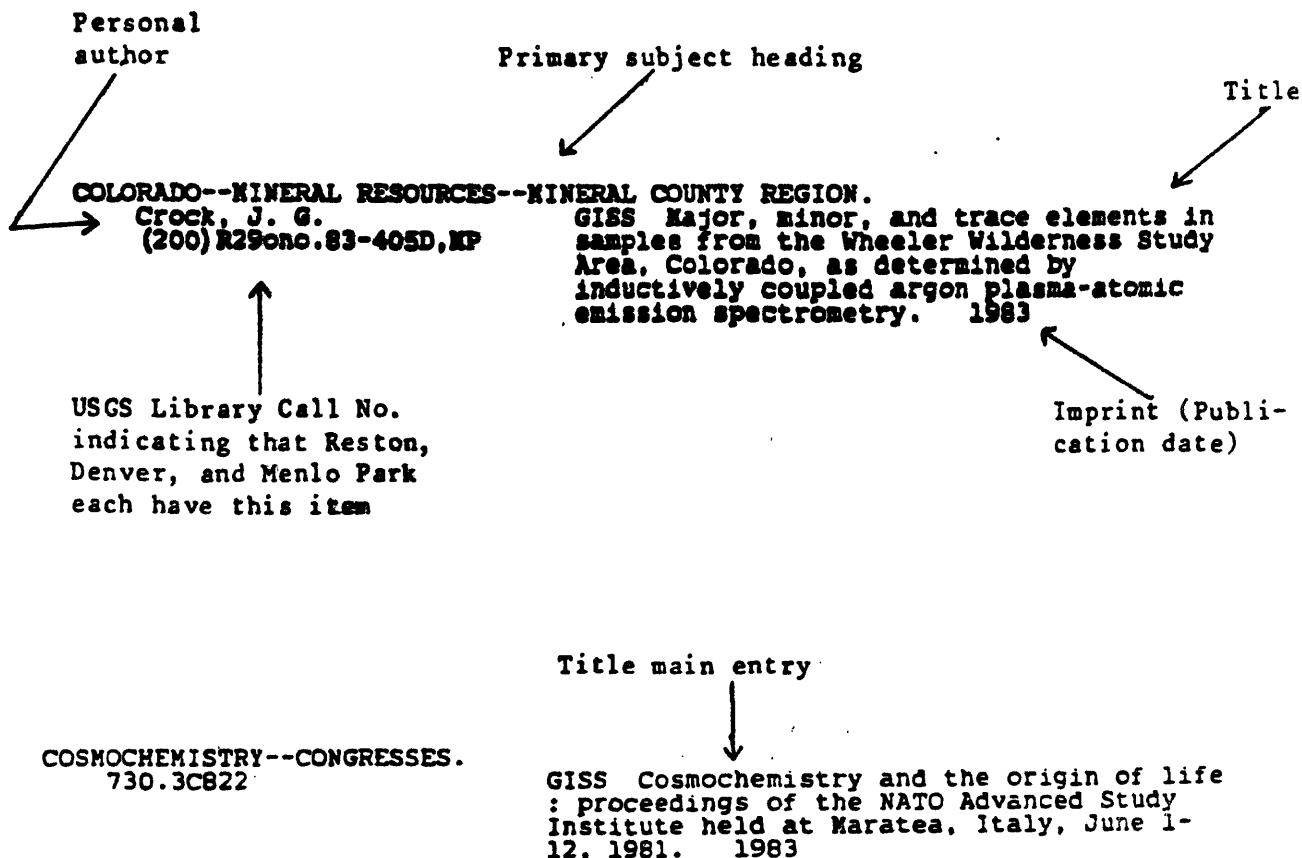 Personal
author
Primary subject heading
Title
COLORADO--MINERAL RESOURCES--MINERAL COUNTY REGION.
Crock, J. G.
GISS Major, minor, and trace elements in
(200)R29ono.83-405D,MP
samples from the Wheeler Wilderness Study
Area, Colorado, as determined by
inductively coupled argon plasma-atomic
emission spectrometry. 1983
USGS Library Call No.
indicating that Reston,
Denver, and Menlo Park
each have this item
Imprint (Publi-
cation date)
Title main entry
COSMOCHEMISTRY--CONGRESSES.
730.3C822
GISS Cosmochemistry and the origin of life
: proceedings of the NATO Advanced Study
Institute held at Maratea, Italy, June 1-
12, 1981. 1983